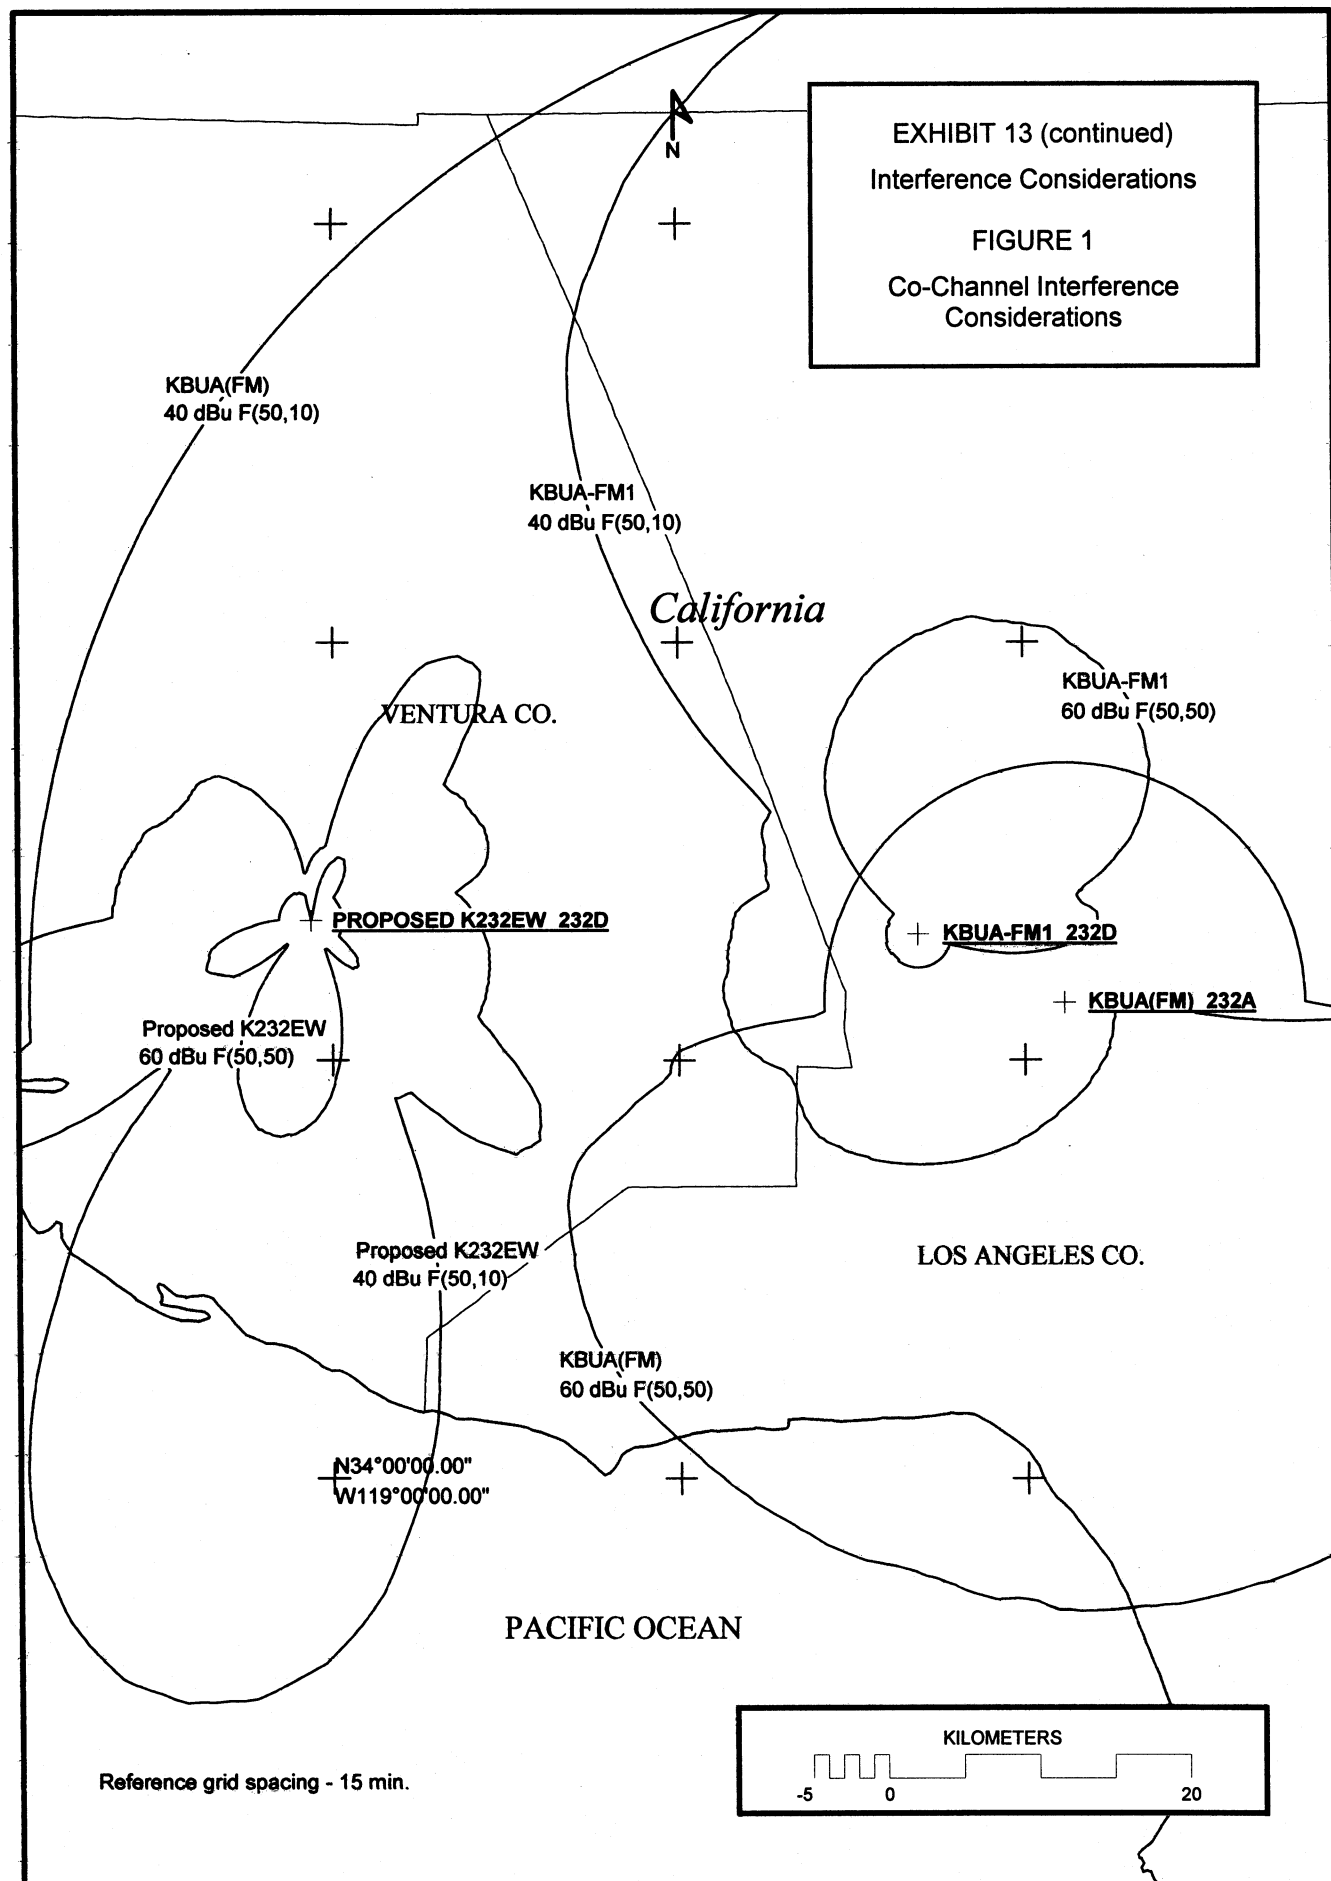 EXHIBIT 13 (continued)
Interference Considerations
FIGURE 1
Co-Channel Interference
Considerations
N
KBUA(FM)
40 dBu F(50,10)
KBUA-FM1
40 dBu F(50,10)
California
KBUA-FM1
60 dBu F(50,50)
VENTURA CO.
PROPOSED K232EW 232D
KBUA-FM1 232D
KBUA(FM) 232A
Proposed K232EW
60 dBu F(50,50)
Proposed K232EW
40 dBu F(50,10)
LOS ANGELES CO.
KBUA(FM)
60 dBu F(50,50)
N34°00'00.00"
W119°00'00.00"
PACIFIC OCEAN
KILOMETERS
-5 0 20
Reference grid spacing - 15 min.